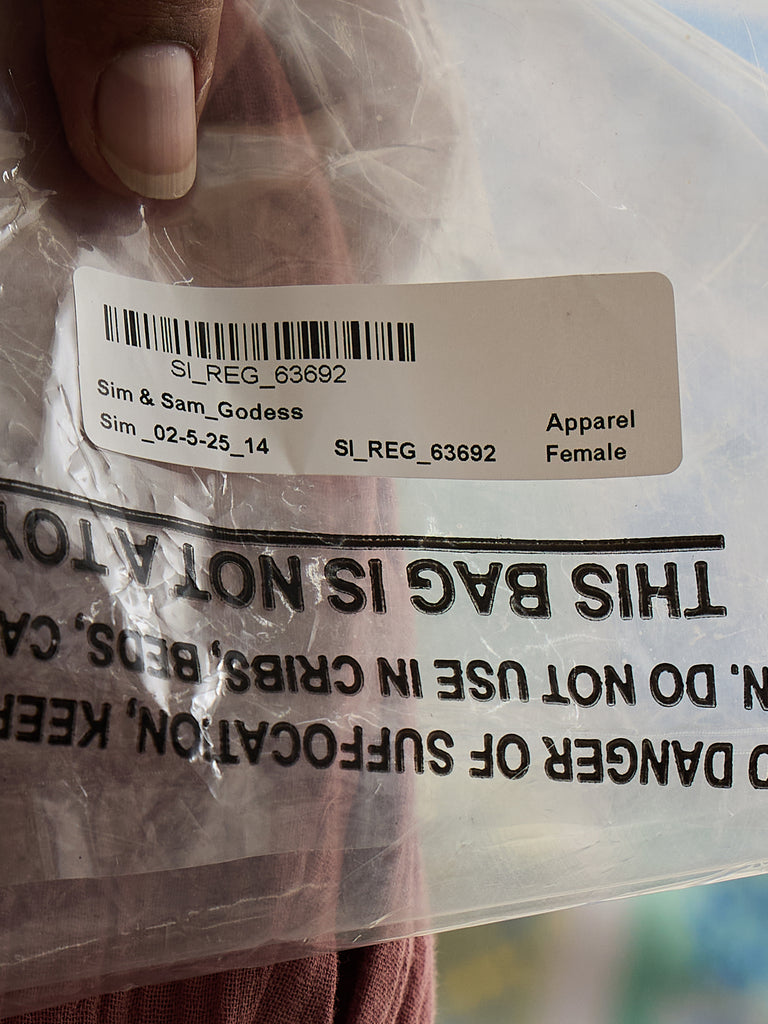 SI_REG_63692
Sim & Sam_Godess
Sim _02-5-25_14 SI_REG_63692
Apparel
Female
DANGER OF SUFFOCATION, KEEP
DO NOT USE IN CRIBS, BEDS,
THIS BAG IS NOT A TOY